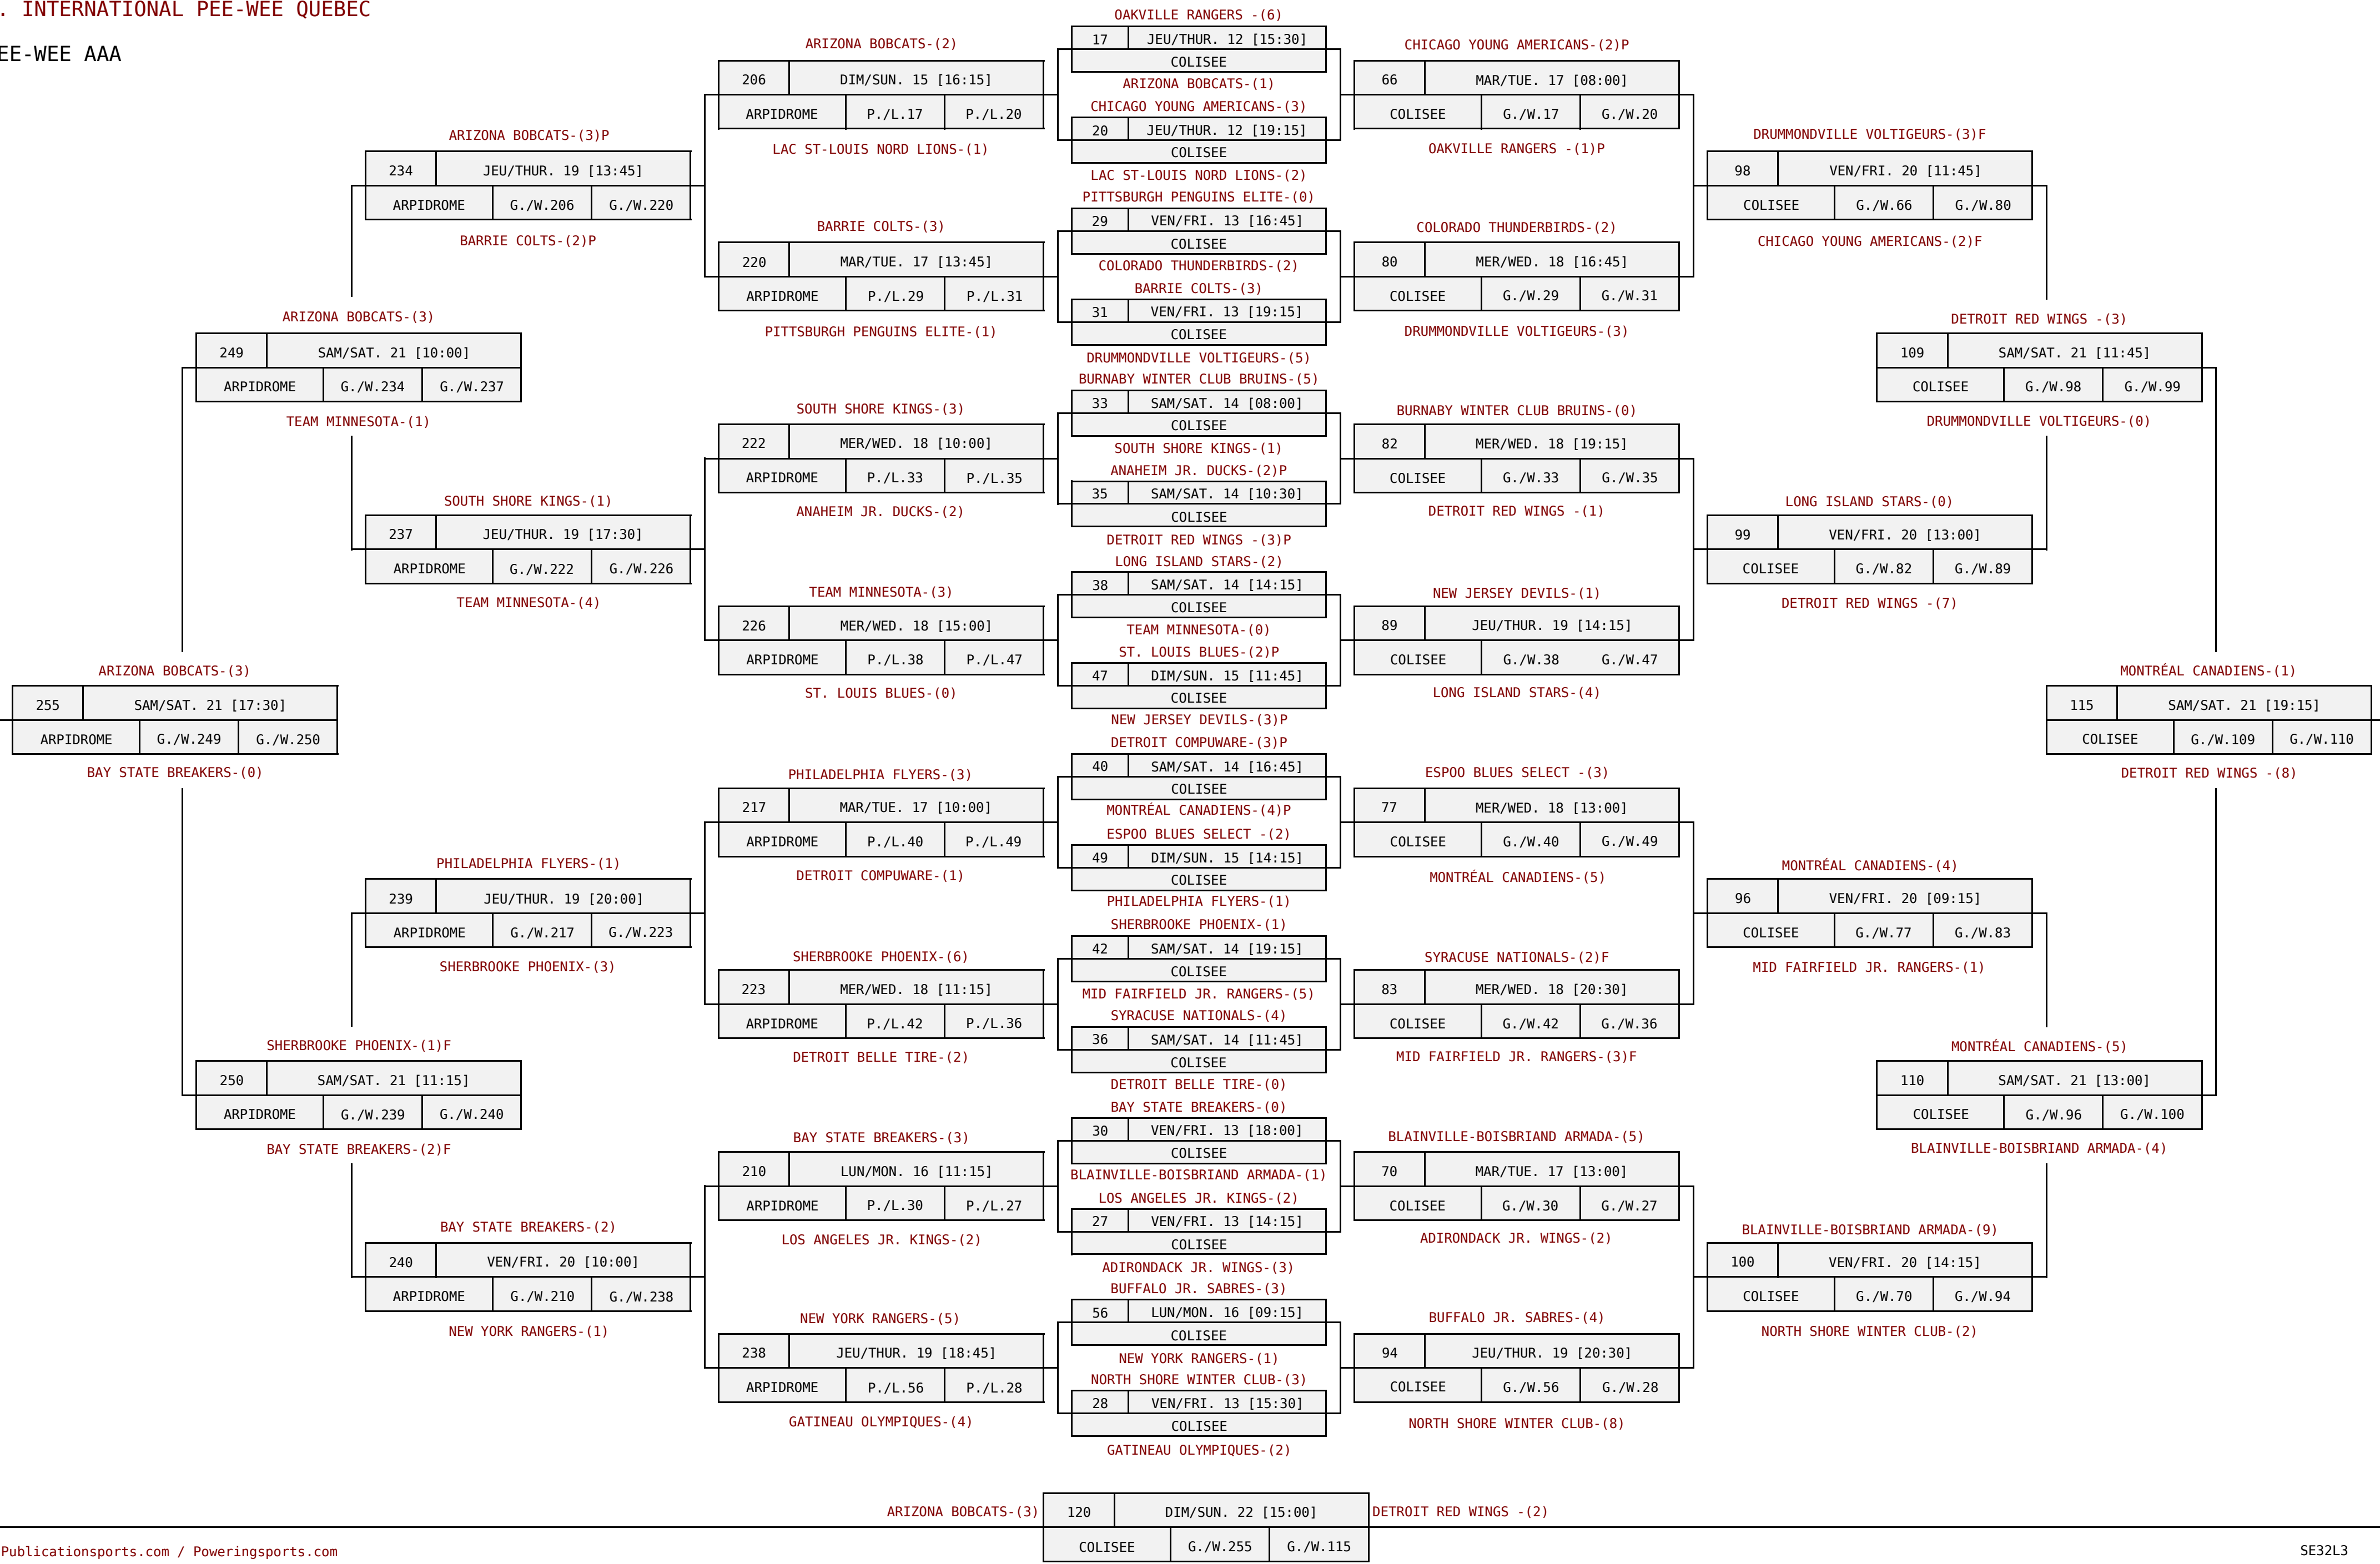 . INTERNATIONAL PEE-WEE QUEBEC
EE-WEE AAA
ARIZONA BOBCATS-(3)
255 SAM/SAT. 21 [17:30]
ARPIDROME G./W.249 G./W.250
BAY STATE BREAKERS-(0)
ARIZONA BOBCATS-(3)
249 SAM/SAT. 21 [10:00]
ARPIDROME G./W.234 G./W.237
TEAM MINNESOTA-(1)
SHERBROOKE PHOENIX-(1)F
250 SAM/SAT. 21 [11:15]
ARPIDROME G./W.239 G./W.240
BAY STATE BREAKERS-(2)F
ARIZONA BOBCATS-(3)P
234 JEU/THUR. 19 [13:45]
ARPIDROME G./W.206 G./W.220
BARRIE COLTS-(2)P
SOUTH SHORE KINGS-(1)
237 JEU/THUR. 19 [17:30]
ARPIDROME G./W.222 G./W.226
TEAM MINNESOTA-(4)
PHILADELPHIA FLYERS-(1)
239 JEU/THUR. 19 [20:00]
ARPIDROME G./W.217 G./W.223
SHERBROOKE PHOENIX-(3)
BAY STATE BREAKERS-(2)
240 VEN/FRI. 20 [10:00]
ARPIDROME G./W.210 G./W.238
NEW YORK RANGERS-(1)
ARIZONA BOBCATS-(2)
206 DIM/SUN. 15 [16:15]
ARPIDROME P./L.17 P./L.20
LAC ST-LOUIS NORD LIONS-(1)
BARRIE COLTS-(3)
220 MAR/TUE. 17 [13:45]
ARPIDROME P./L.29 P./L.31
PITTSBURGH PENGUINS ELITE-(1)
SOUTH SHORE KINGS-(3)
222 MER/WED. 18 [10:00]
ARPIDROME P./L.33 P./L.35
ANAHEIM JR. DUCKS-(2)
TEAM MINNESOTA-(3)
226 MER/WED. 18 [15:00]
ARPIDROME P./L.38 P./L.47
ST. LOUIS BLUES-(0)
PHILADELPHIA FLYERS-(3)
217 MAR/TUE. 17 [10:00]
ARPIDROME P./L.40 P./L.49
DETROIT COMPUWARE-(1)
SHERBROOKE PHOENIX-(6)
223 MER/WED. 18 [11:15]
ARPIDROME P./L.42 P./L.36
DETROIT BELLE TIRE-(2)
BAY STATE BREAKERS-(3)
210 LUN/MON. 16 [11:15]
ARPIDROME P./L.30 P./L.27
LOS ANGELES JR. KINGS-(2)
NEW YORK RANGERS-(5)
238 JEU/THUR. 19 [18:45]
ARPIDROME P./L.56 P./L.28
GATINEAU OLYMPIQUES-(4)
OAKVILLE RANGERS -(6)
17 JEU/THUR. 12 [15:30]
COLISEE
ARIZONA BOBCATS-(1)
CHICAGO YOUNG AMERICANS-(3)
20 JEU/THUR. 12 [19:15]
COLISEE
LAC ST-LOUIS NORD LIONS-(2)
PITTSBURGH PENGUINS ELITE-(0)
29 VEN/FRI. 13 [16:45]
COLISEE
COLORADO THUNDERBIRDS-(2)
BARRIE COLTS-(3)
31 VEN/FRI. 13 [19:15]
COLISEE
DRUMMONDVILLE VOLTIGEURS-(5)
BURNABY WINTER CLUB BRUINS-(5)
33 SAM/SAT. 14 [08:00]
COLISEE
SOUTH SHORE KINGS-(1)
ANAHEIM JR. DUCKS-(2)P
35 SAM/SAT. 14 [10:30]
COLISEE
DETROIT RED WINGS -(3)P
LONG ISLAND STARS-(2)
38 SAM/SAT. 14 [14:15]
COLISEE
TEAM MINNESOTA-(0)
ST. LOUIS BLUES-(2)P
47 DIM/SUN. 15 [11:45]
COLISEE
NEW JERSEY DEVILS-(3)P
DETROIT COMPUWARE-(3)P
40 SAM/SAT. 14 [16:45]
COLISEE
MONTRÉAL CANADIENS-(4)P
ESPOO BLUES SELECT -(2)
49 DIM/SUN. 15 [14:15]
COLISEE
PHILADELPHIA FLYERS-(1)
SHERBROOKE PHOENIX-(1)
42 SAM/SAT. 14 [19:15]
COLISEE
MID FAIRFIELD JR. RANGERS-(5)
SYRACUSE NATIONALS-(4)
36 SAM/SAT. 14 [11:45]
COLISEE
DETROIT BELLE TIRE-(0)
BAY STATE BREAKERS-(0)
30 VEN/FRI. 13 [18:00]
COLISEE
BLAINVILLE-BOISBRIAND ARMADA-(1)
LOS ANGELES JR. KINGS-(2)
27 VEN/FRI. 13 [14:15]
COLISEE
ADIRONDACK JR. WINGS-(3)
BUFFALO JR. SABRES-(3)
56 LUN/MON. 16 [09:15]
COLISEE
NEW YORK RANGERS-(1)
NORTH SHORE WINTER CLUB-(3)
28 VEN/FRI. 13 [15:30]
COLISEE
GATINEAU OLYMPIQUES-(2)
CHICAGO YOUNG AMERICANS-(2)P
66 MAR/TUE. 17 [08:00]
COLISEE G./W.17 G./W.20
OAKVILLE RANGERS -(1)P
COLORADO THUNDERBIRDS-(2)
80 MER/WED. 18 [16:45]
COLISEE G./W.29 G./W.31
DRUMMONDVILLE VOLTIGEURS-(3)
BURNABY WINTER CLUB BRUINS-(0)
82 MER/WED. 18 [19:15]
COLISEE G./W.33 G./W.35
DETROIT RED WINGS -(1)
NEW JERSEY DEVILS-(1)
89 JEU/THUR. 19 [14:15]
COLISEE G./W.38 G./W.47
LONG ISLAND STARS-(4)
ESPOO BLUES SELECT -(3)
77 MER/WED. 18 [13:00]
COLISEE G./W.40 G./W.49
MONTRÉAL CANADIENS-(5)
SYRACUSE NATIONALS-(2)F
83 MER/WED. 18 [20:30]
COLISEE G./W.42 G./W.36
MID FAIRFIELD JR. RANGERS-(3)F
BLAINVILLE-BOISBRIAND ARMADA-(5)
70 MAR/TUE. 17 [13:00]
COLISEE G./W.30 G./W.27
ADIRONDACK JR. WINGS-(2)
BUFFALO JR. SABRES-(4)
94 JEU/THUR. 19 [20:30]
COLISEE G./W.56 G./W.28
NORTH SHORE WINTER CLUB-(8)
DRUMMONDVILLE VOLTIGEURS-(3)F
98 VEN/FRI. 20 [11:45]
COLISEE G./W.66 G./W.80
CHICAGO YOUNG AMERICANS-(2)F
LONG ISLAND STARS-(0)
99 VEN/FRI. 20 [13:00]
COLISEE G./W.82 G./W.89
DETROIT RED WINGS -(7)
MONTRÉAL CANADIENS-(4)
96 VEN/FRI. 20 [09:15]
COLISEE G./W.77 G./W.83
MID FAIRFIELD JR. RANGERS-(1)
BLAINVILLE-BOISBRIAND ARMADA-(9)
100 VEN/FRI. 20 [14:15]
COLISEE G./W.70 G./W.94
NORTH SHORE WINTER CLUB-(2)
DETROIT RED WINGS -(3)
109 SAM/SAT. 21 [11:45]
COLISEE G./W.98 G./W.99
DRUMMONDVILLE VOLTIGEURS-(0)
MONTRÉAL CANADIENS-(5)
110 SAM/SAT. 21 [13:00]
COLISEE G./W.96 G./W.100
BLAINVILLE-BOISBRIAND ARMADA-(4)
MONTRÉAL CANADIENS-(1)
115 SAM/SAT. 21 [19:15]
COLISEE G./W.109 G./W.110
DETROIT RED WINGS -(8)
ARIZONA BOBCATS-(3) 120 DIM/SUN. 22 [15:00] DETROIT RED WINGS -(2)
COLISEE G./W.255 G./W.115
Publicationsports.com / Poweringsports.com
SE32L3